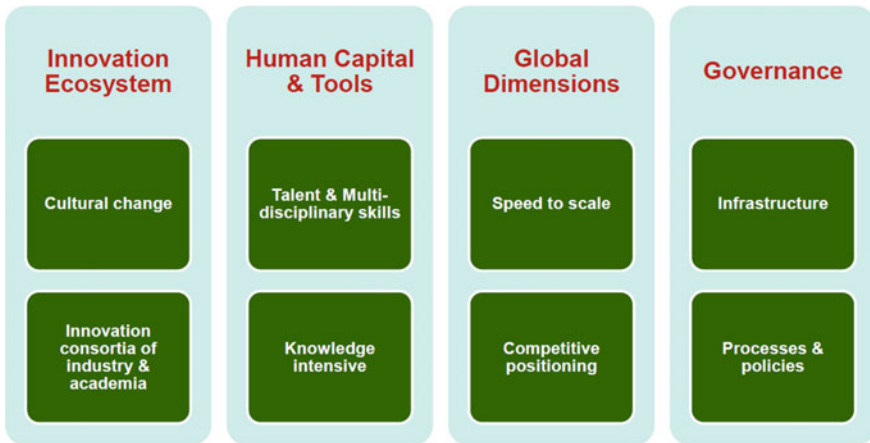 Innovation
Ecosystem
Cultural change
Innovation
consortia of
industry &
academia
Human Capital
& Tools
Talent & Multi-
disciplinary skills
Knowledge
intensive
Global
Dimensions
Speed to scale
Competitive
positioning
Governance
Infrastructure
Processes &
policies